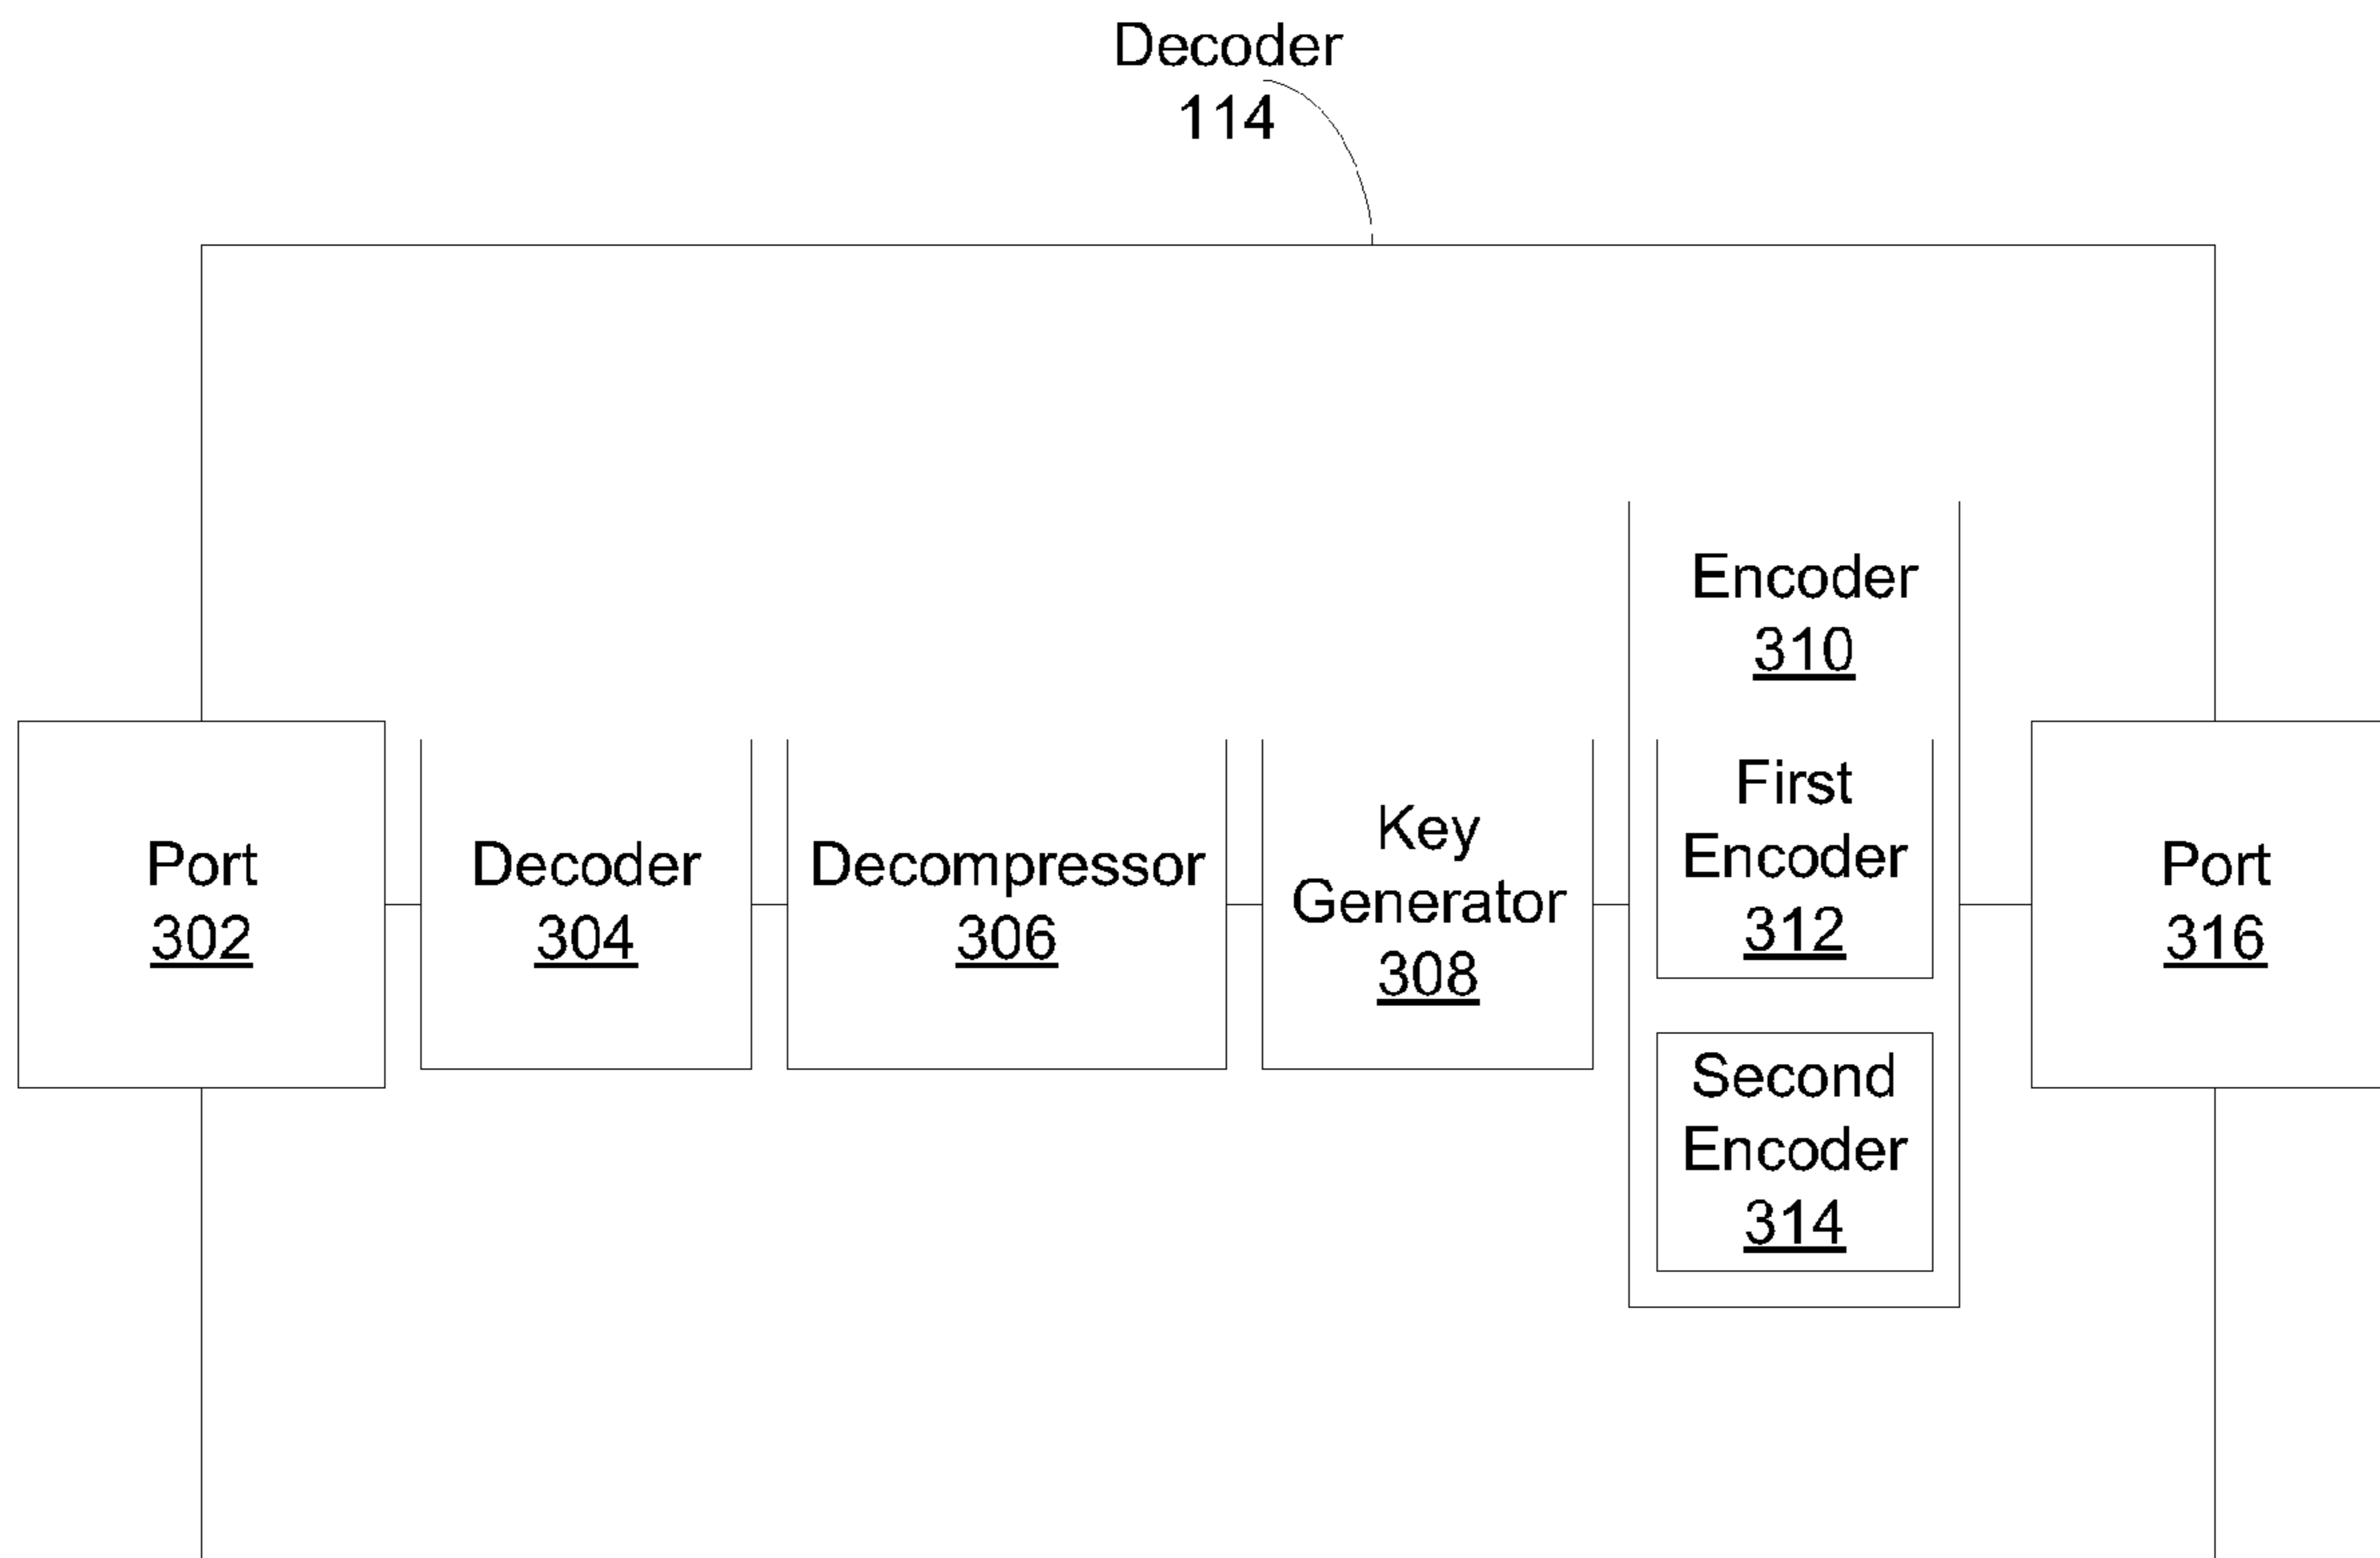 Decoder
114
Encoder
310
Port
302
Decoder
304
Decompressor
306
Key
Generator
308
First
Encoder
312
Second
Encoder
314
Port
316